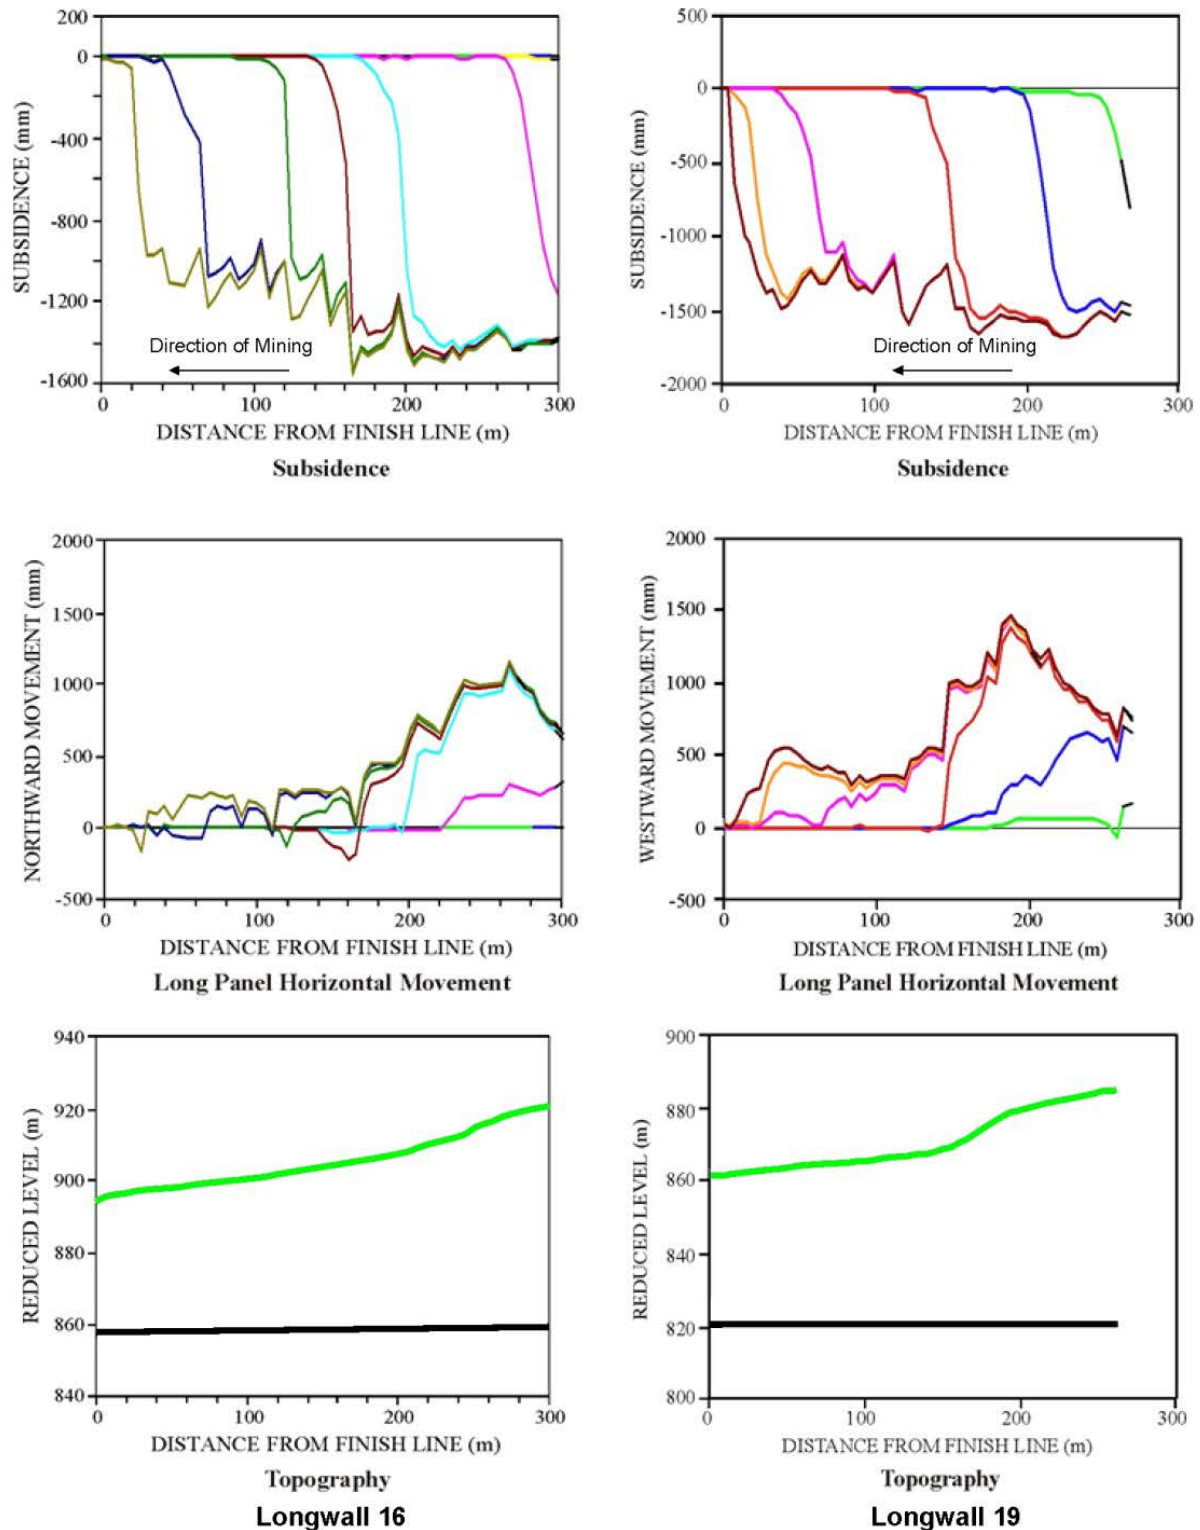 200
0
-400
-800
-1200
-1600
SUBSIDENCE (mm)
Direction of Mining
0
100
200
300
DISTANCE FROM FINISH LINE (m)
Subsidence
500
0
-500
-1000
-1500
-2000
SUBSIDENCE (mm)
Direction of Mining
0
100
200
300
DISTANCE FROM FINISH LINE (m)
Subsidence
2000
1500
1000
500
0
-500
NORTHWARD MOVEMENT (mm)
0
100
200
300
DISTANCE FROM FINISH LINE (m)
Long Panel Horizontal Movement
2000
1500
1000
500
0
-500
WESTWARD MOVEMENT (mm)
0
100
200
300
DISTANCE FROM FINISH LINE (m)
Long Panel Horizontal Movement
940
920
900
880
860
840
REDUCED LEVEL (m)
0
100
200
300
DISTANCE FROM FINISH LINE (m)
Topography
Longwall 16
900
880
860
840
820
800
REDUCED LEVEL (m)
0
100
200
300
DISTANCE FROM FINISH LINE (m)
Topography
Longwall 19